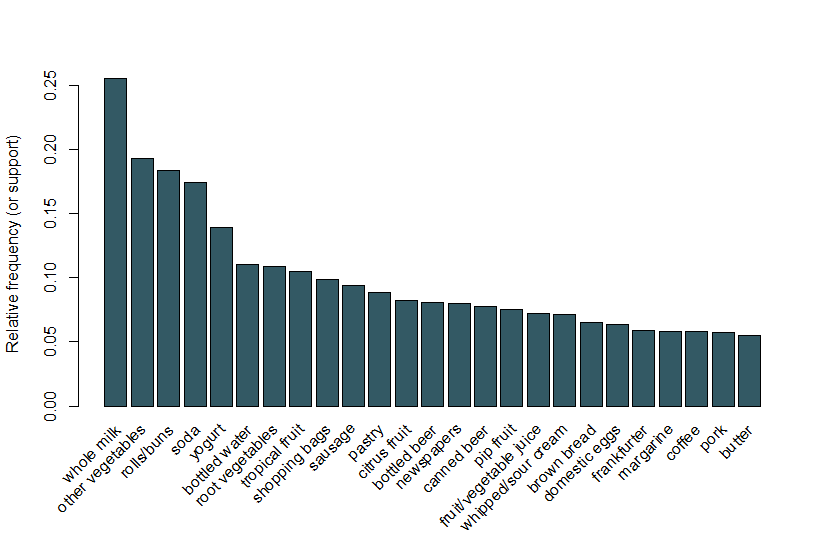 Relative frequency (or support)
0.25
0.20
0.15
0.10
0.05
0.00
whole milk
other vegetables
rolls/buns
soda
yogurt
bottled water
root vegetables
tropical fruit
shopping bags
sausage
pastry
citrus fruit
bottled beer
newspapers
canned beer
pip fruit
fruit/vegetable juice
whipped/sour cream
brown bread
domestic eggs
frankfurter
margarine
coffee
pork
butter